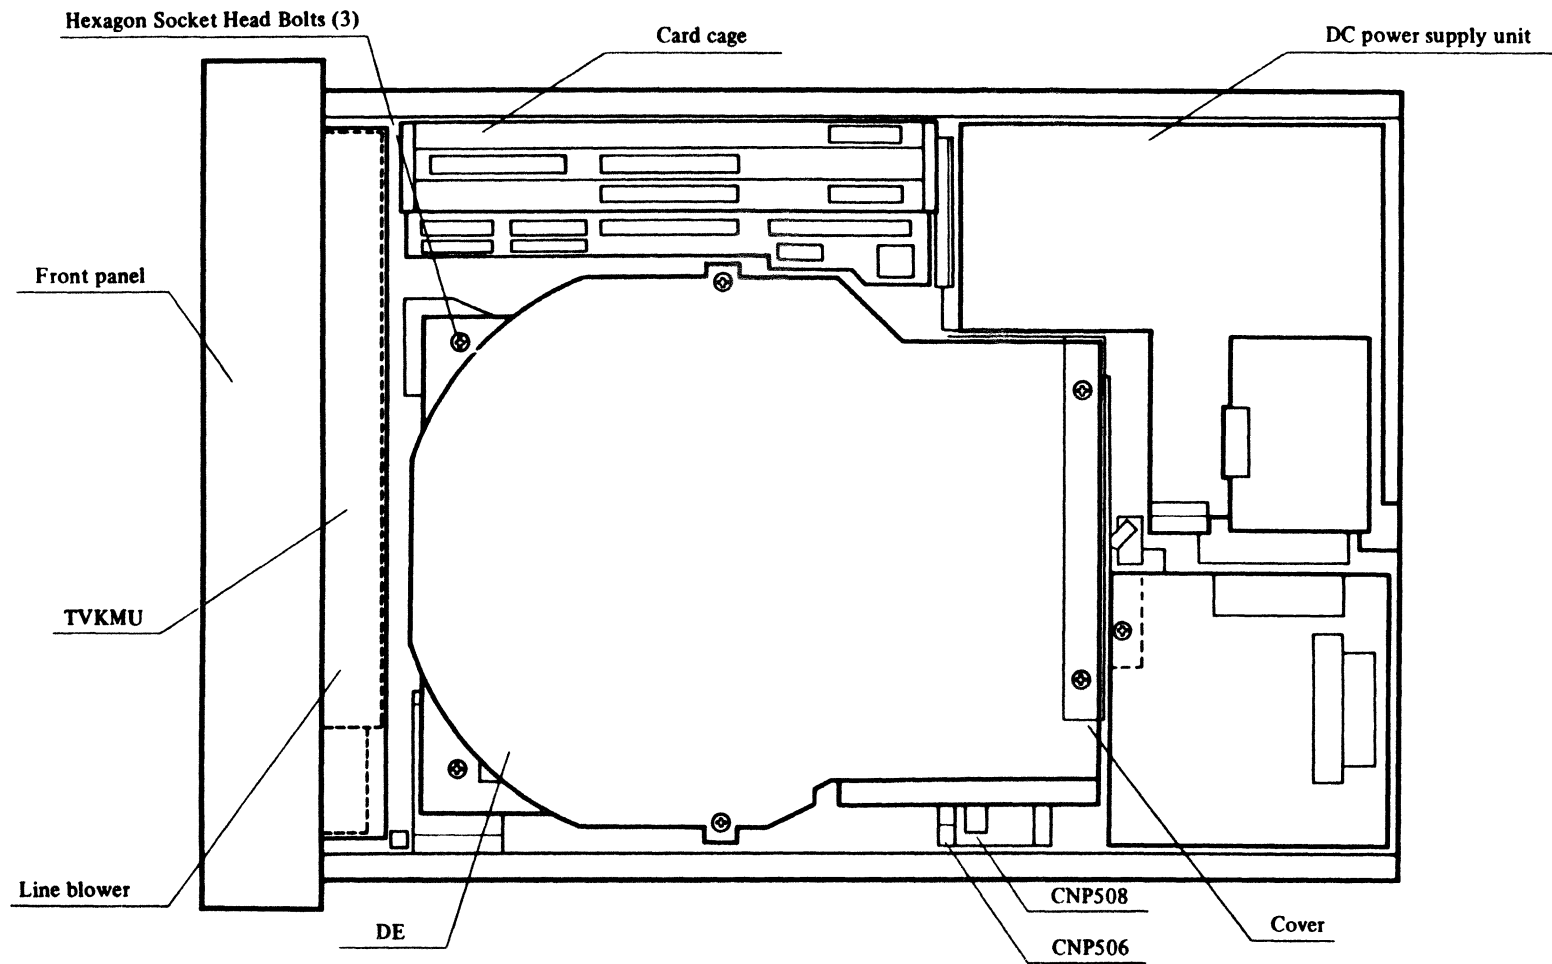 Hexagon Socket Head Bolts (3)
Card cage
DC power supply unit
Front panel
TVKMU
Line blower
DE
CNP508
CNP506
Cover